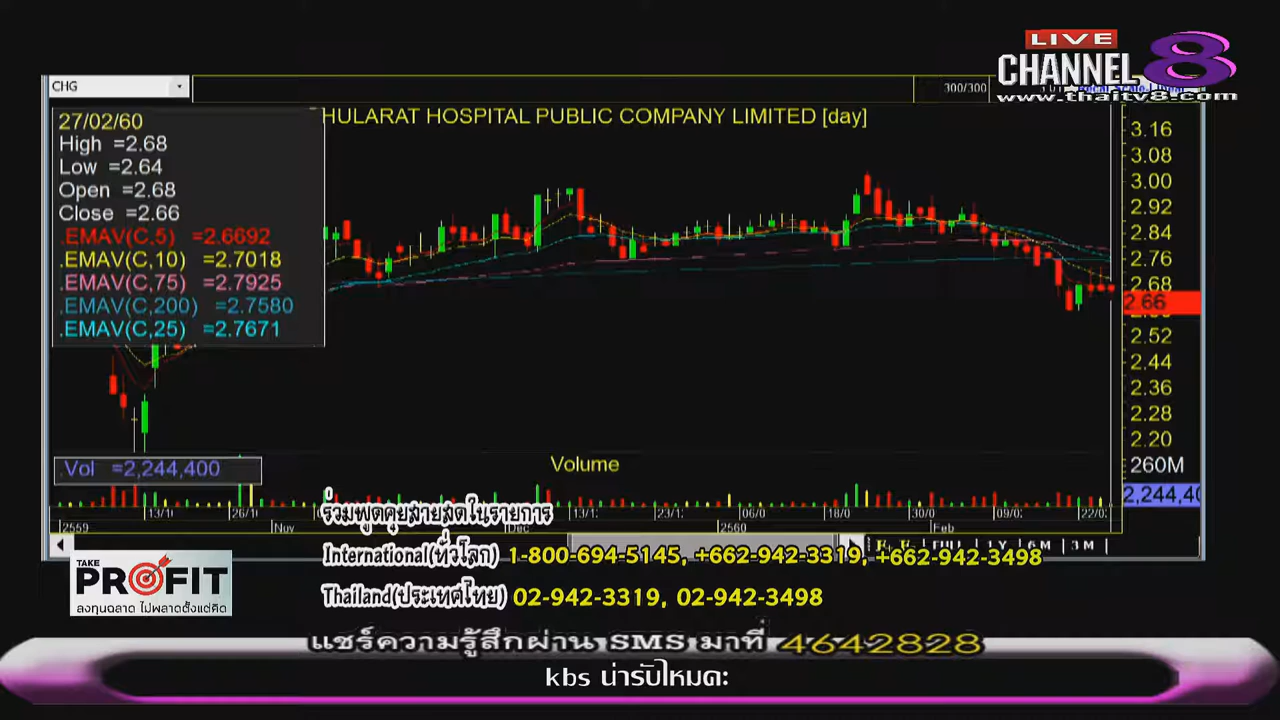 LIVE
CHANNEL 8
www.thaitv8.com
CHG
300/300
HULARAT HOSPITAL PUBLIC COMPANY LIMITED [day]
27/02/60
High =2.68
Low =2.64
Open =2.68
Close =2.66
.EMAV(C,5) =2.6692
.EMAV(C,10) =2.7018
.EMAV(C,75) =2.7925
.EMAV(C,200) =2.7580
.EMAV(C,25) =2.7671
3.16
3.08
3.00
2.92
2.84
2.76
2.68
2.66
2.52
2.44
2.36
2.28
2.20
260M
.Vol =2,244,400
Volume
2,244,40
13/1 26/1 13/1 23/1 06/0 18/0 30/0 09/0 22/0
2559 Nov Dec 2560 Feb
1Y 6M 3M
ร่วมพูดคุยสายสดในรายการ
International(ทั่วโลก) 1-800-694-5145, +662-942-3319, +662-942-3498
Thailand(ประเทศไทย) 02-942-3319, 02-942-3498
TAKE
PROFIT
ลงทุนฉลาด ไม่พลาดตั้งแต่คิด
แชร์ความรู้สึกผ่าน SMS มาที่ 4642828
kbs น่ารับไหมคะ